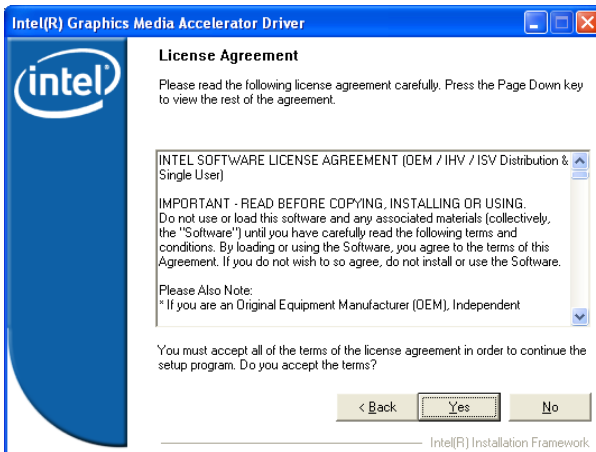 Intel(R) Graphics Media Accelerator Driver
intel
License Agreement
Please read the following license agreement carefully. Press the Page Down key
to view the rest of the agreement.
INTEL SOFTWARE LICENSE AGREEMENT (OEM / IHV / ISV Distribution &
Single User)
IMPORTANT - READ BEFORE COPYING, INSTALLING OR USING.
Do not use or load this software and any associated materials (collectively,
the "Software") until you have carefully read the following terms and
conditions. By loading or using the Software, you agree to the terms of this
Agreement. If you do not wish to so agree, do not install or use the Software.
Please Also Note:
* If you are an Original Equipment Manufacturer (OEM), Independent
You must accept all of the terms of the license agreement in order to continue the
setup program. Do you accept the terms?
< Back
Yes
No
Intel(R) Installation Framework